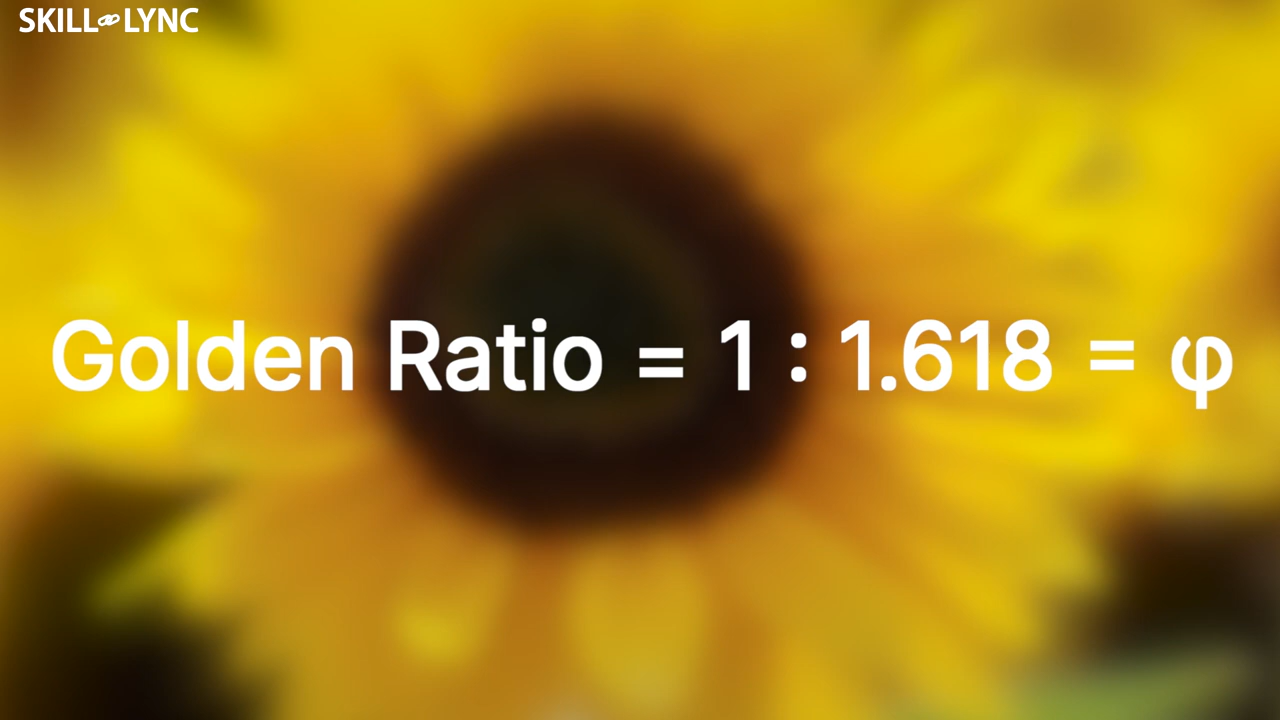 SKILL LYNC
Golden Ratio = 1 : 1.618 = φ